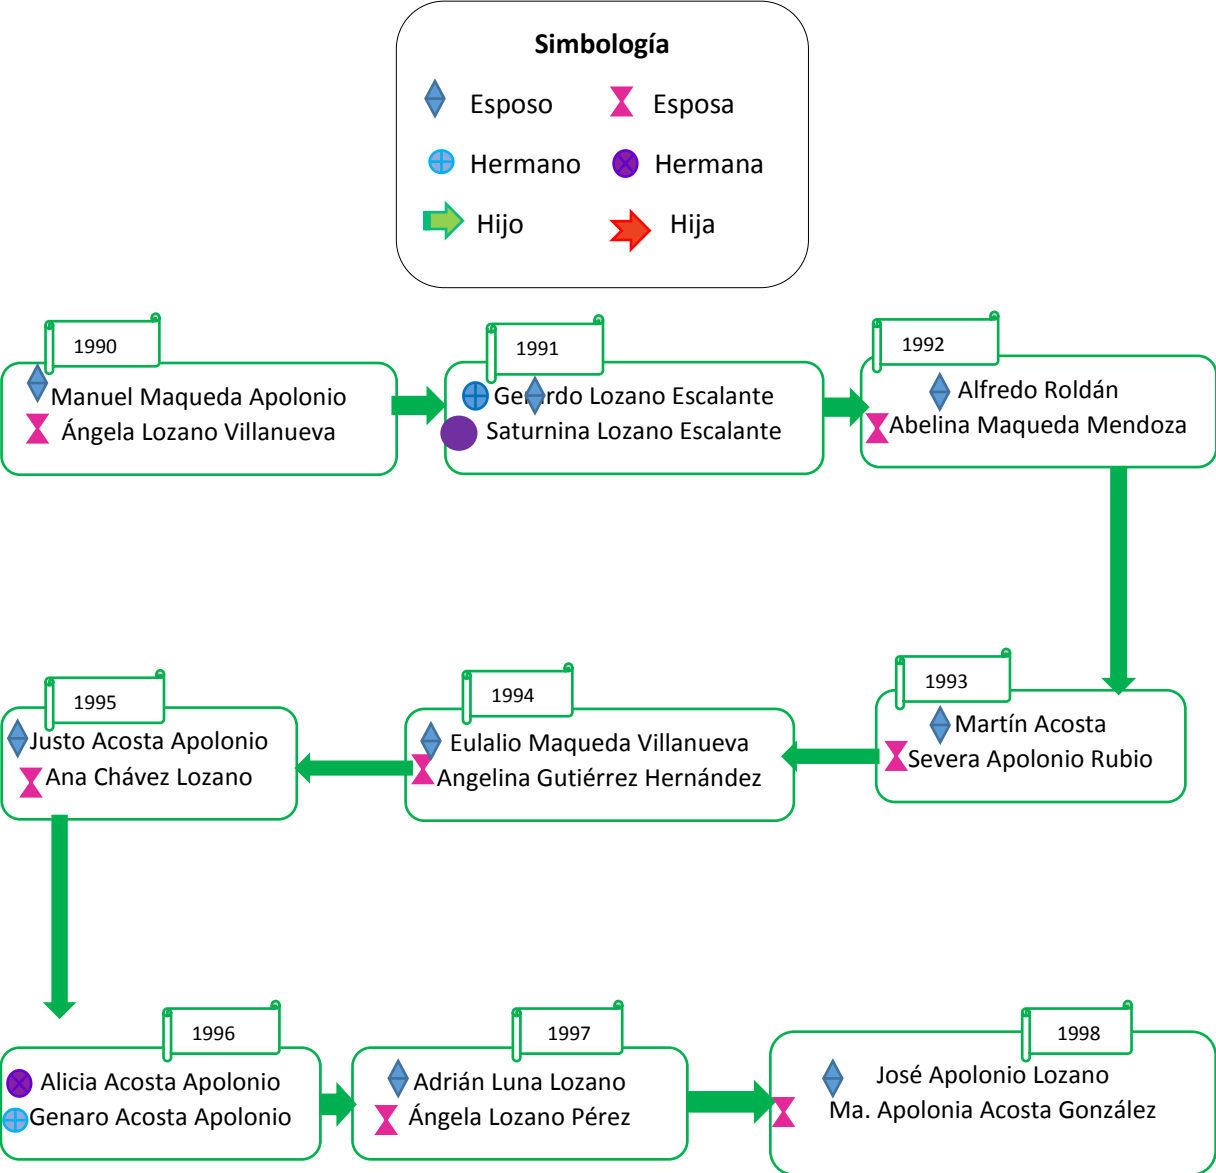 Simbología
Esposo
Esposa
Hermano
Hermana
Hijo
Hija
1990
Manuel Maqueda Apolonio
Ángela Lozano Villanueva
1991
Gerardo Lozano Escalante
Saturnina Lozano Escalante
1992
Alfredo Roldán
Abelina Maqueda Mendoza
1993
Martín Acosta
Severa Apolonio Rubio
1994
Eulalio Maqueda Villanueva
Angelina Gutiérrez Hernández
1995
Justo Acosta Apolonio
Ana Chávez Lozano
1996
Alicia Acosta Apolonio
Genaro Acosta Apolonio
1997
Adrián Luna Lozano
Ángela Lozano Pérez
1998
José Apolonio Lozano
Ma. Apolonia Acosta González